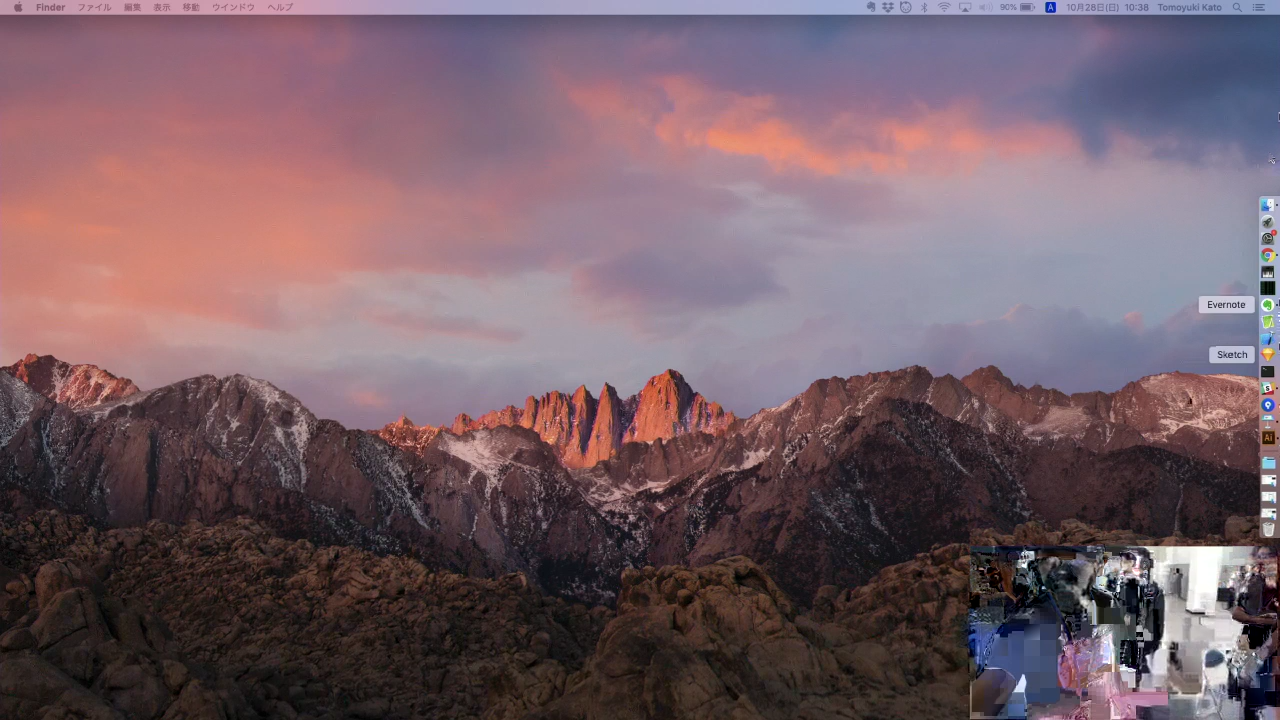 Finder ファイル 編集 表示 移動 ウインドウ ヘルプ 90% A 10月28日(日) 10:38 Tomoyuki Kato
Evernote
Sketch
Ai